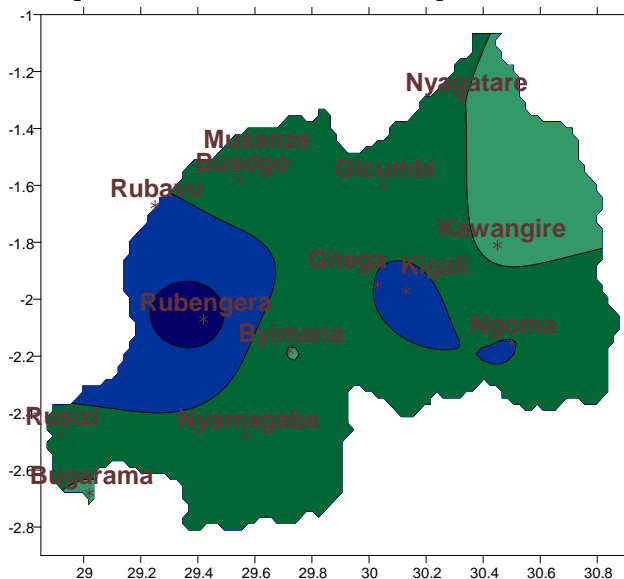 -1
-1.2
-1.4
-1.6
-1.8
-2
-2.2
-2.4
-2.6
-2.8
Nyagatare
Musanze
Busogo
Gicumbi
Rubavu
Kawangire
Gitega
Kigali
Rubengera
Ngoma
Byimana
Rusizi
Nyamagabe
Bugarama
29 29.2 29.4 29.6 29.8 30 30.2 30.4 30.6 30.8